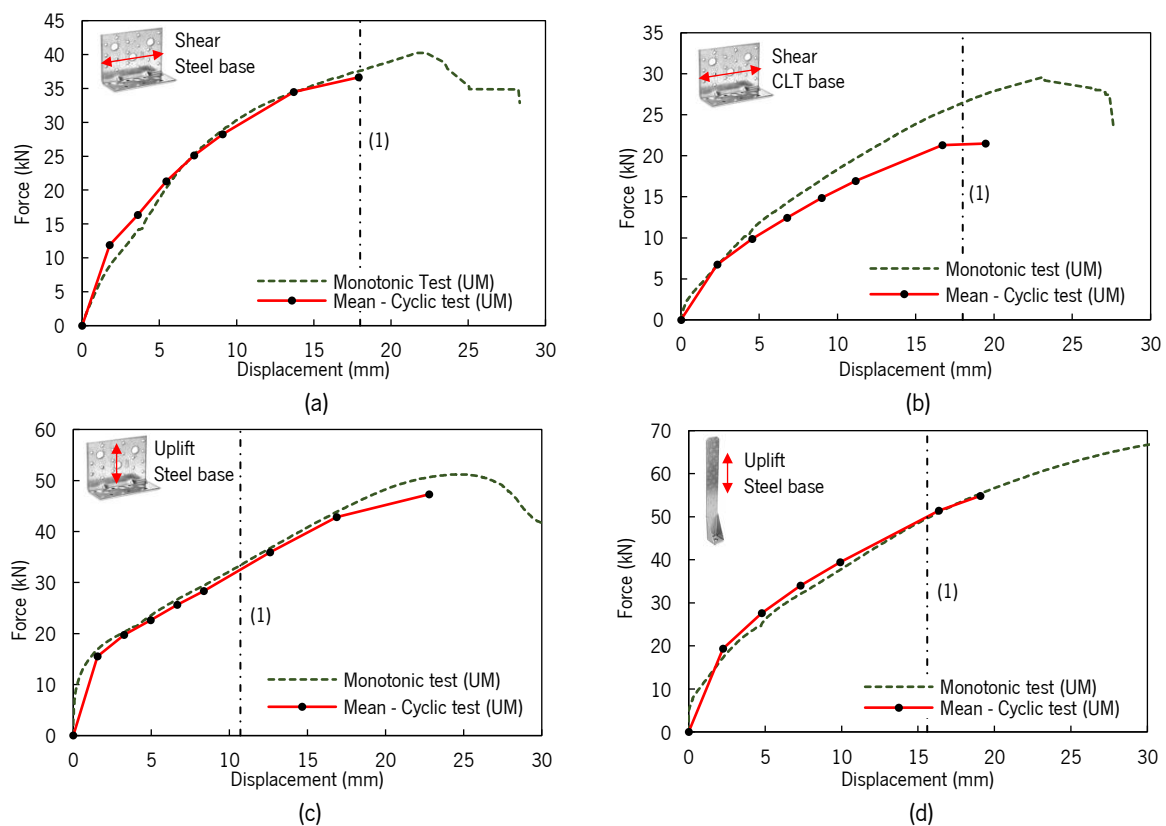 45
40
35
30
25
20
15
10
5
0
Force (kN)
Shear
Steel base
(1)
Monotonic Test (UM)
Mean - Cyclic test (UM)
0 5 10 15 20 25 30
Displacement (mm)
(a)
35
30
25
20
15
10
5
0
Force (kN)
Shear
CLT base
(1)
Monotonic test (UM)
Mean - Cyclic test (UM)
0 5 10 15 20 25 30
Displacement (mm)
(b)
60
50
40
30
20
10
0
Force (kN)
Uplift
Steel base
(1)
Monotonic test (UM)
Mean - Cyclic test (UM)
0 5 10 15 20 25 30
Displacement (mm)
(c)
70
60
50
40
30
20
10
0
Force (kN)
Uplift
Steel base
(1)
Monotonic test (UM)
Mean - Cyclic test (UM)
0 5 10 15 20 25 30
Displacement (mm)
(d)